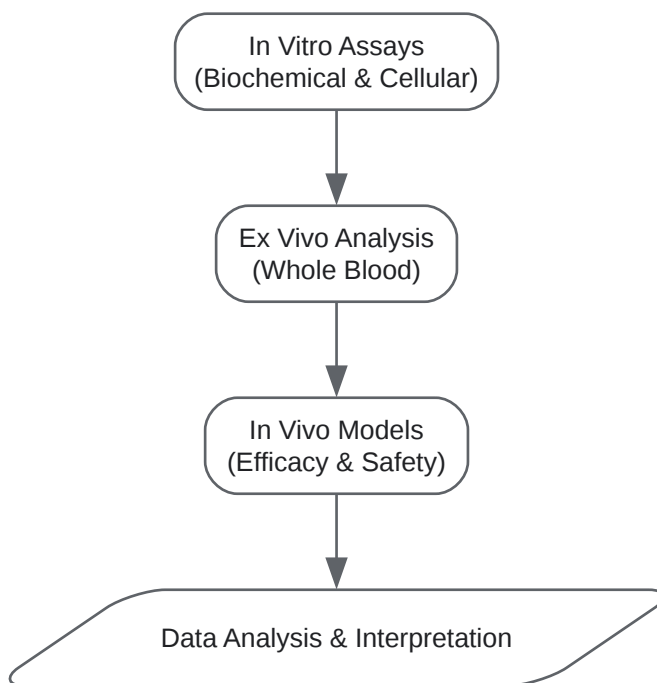 In Vitro Assays
(Biochemical & Cellular)
Ex Vivo Analysis
(Whole Blood)
In Vivo Models
(Efficacy & Safety)
Data Analysis & Interpretation